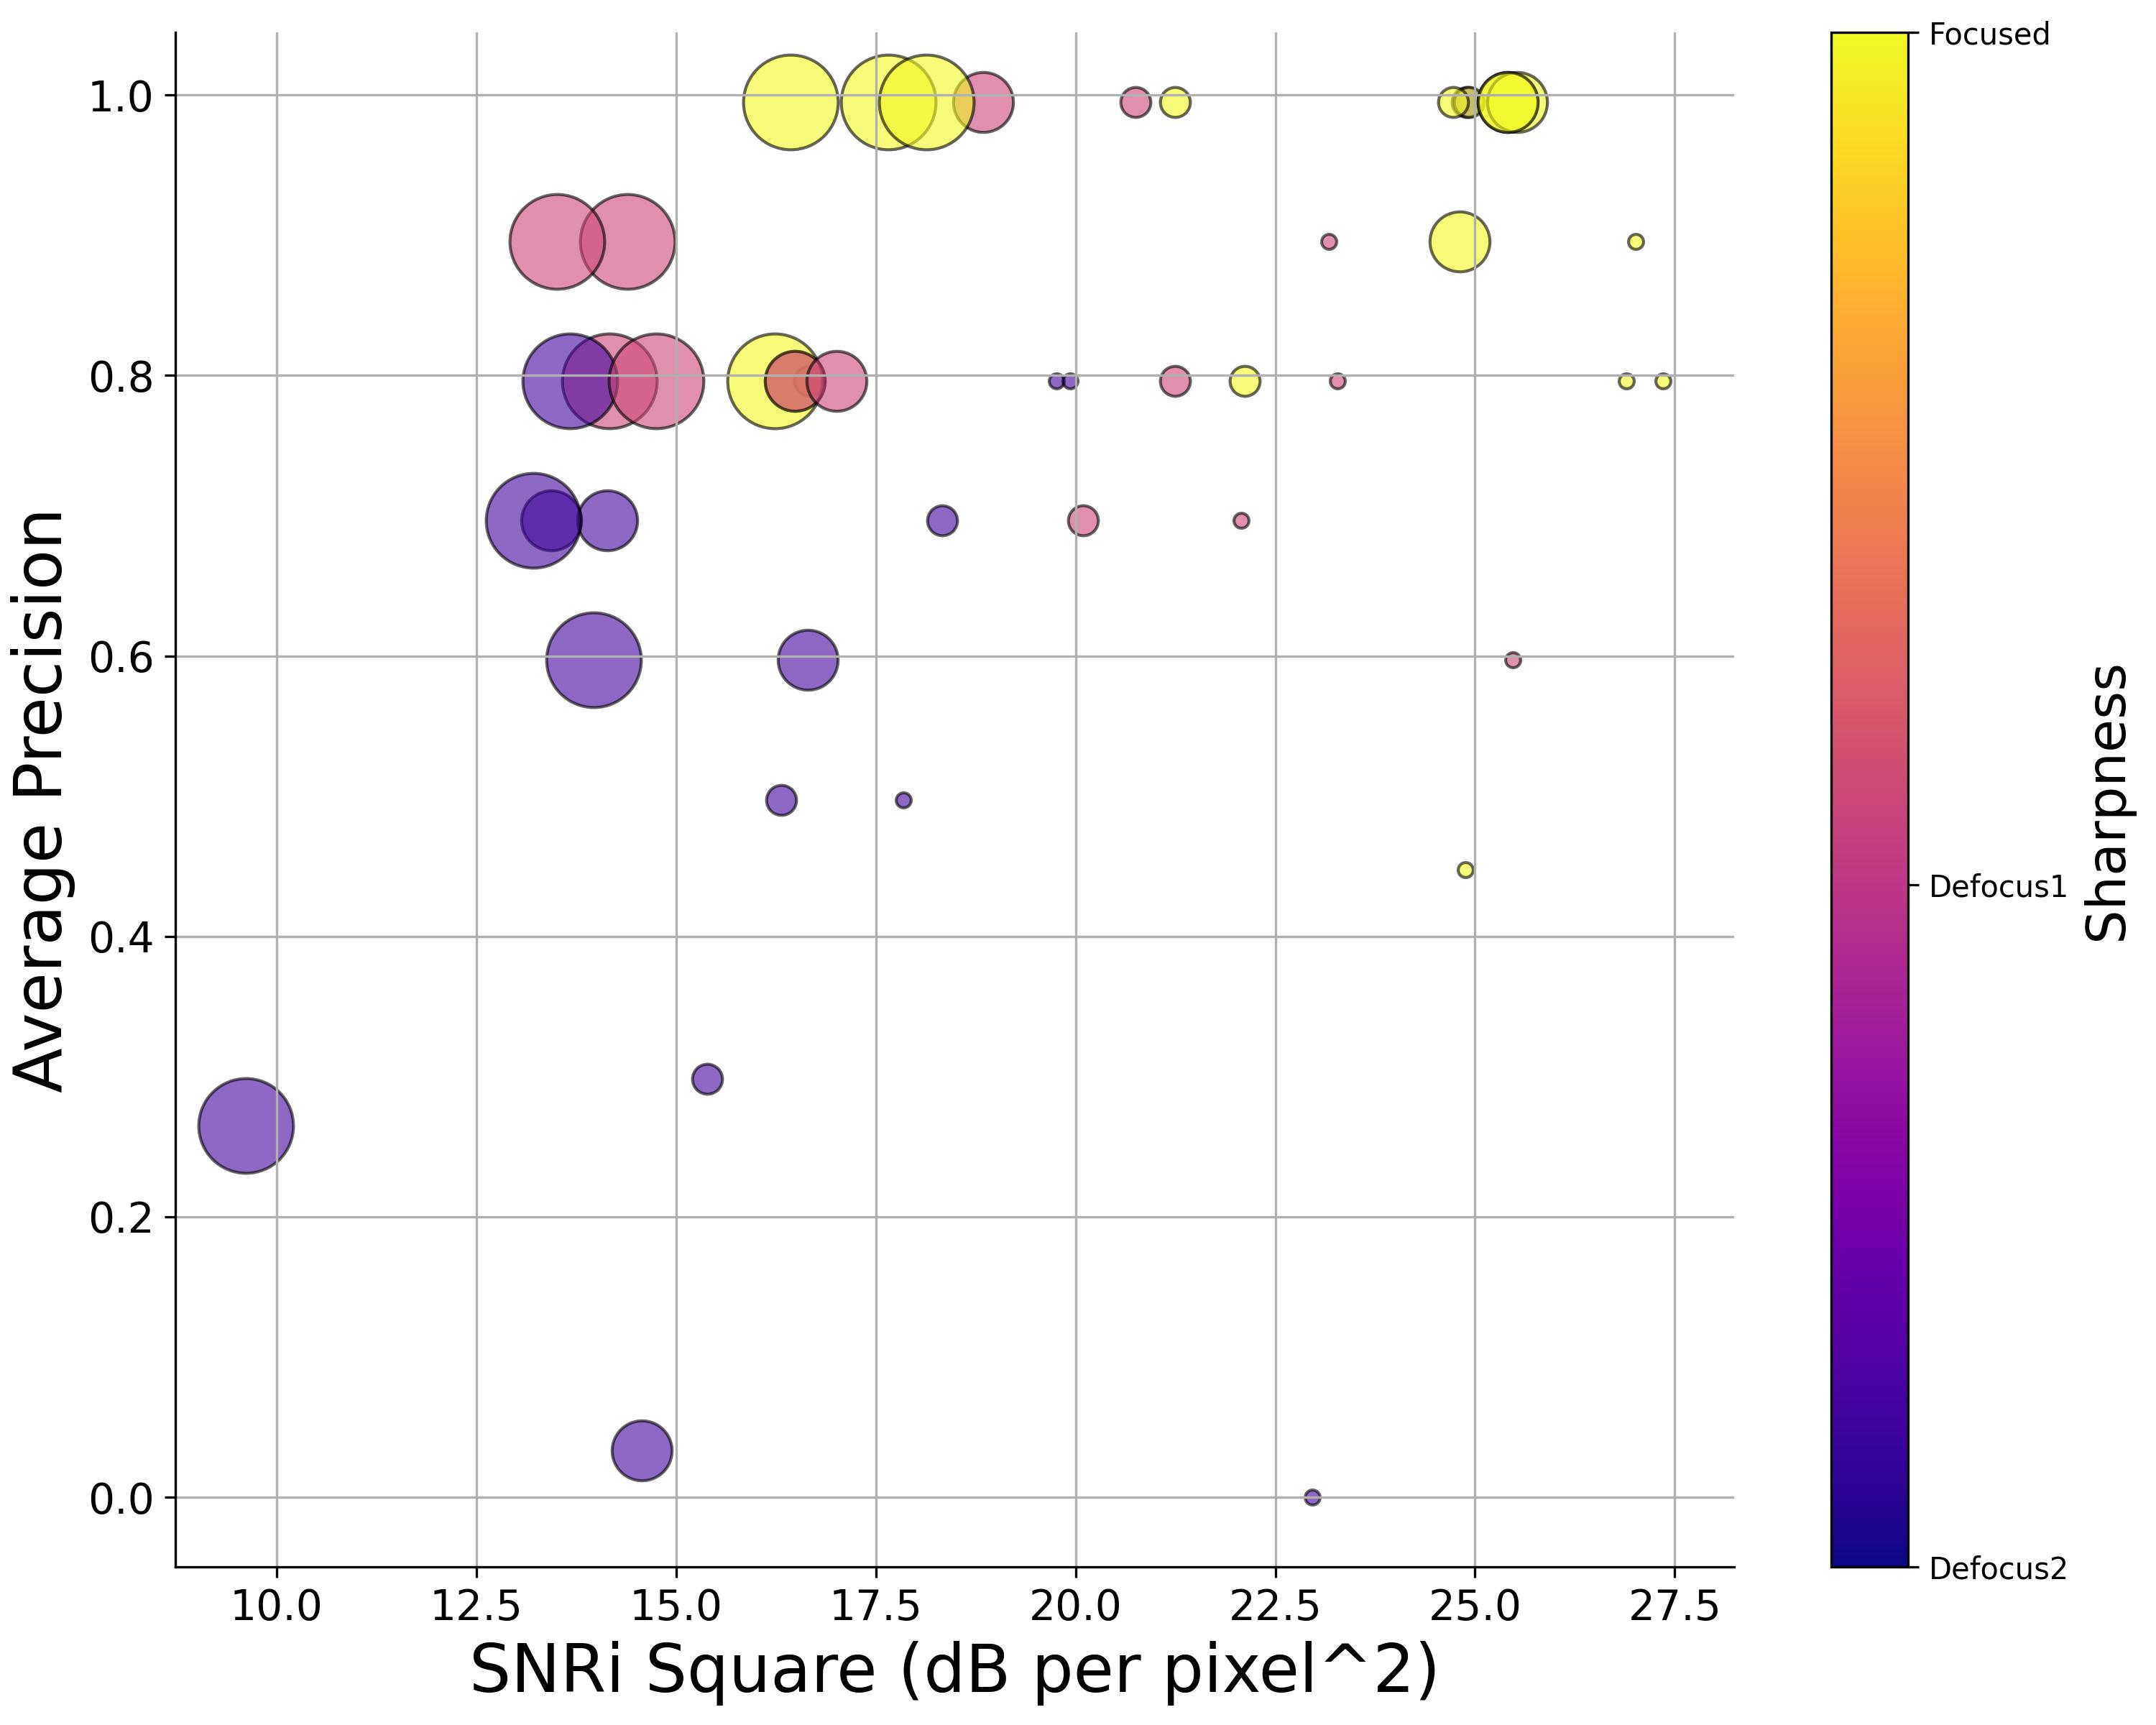 Average Precision
1.0
0.8
0.6
0.4
0.2
0.0
10.0 12.5 15.0 17.5 20.0 22.5 25.0 27.5
SNRi Square (dB per pixel^2)
Focused
Defocus1
Defocus2
Sharpness